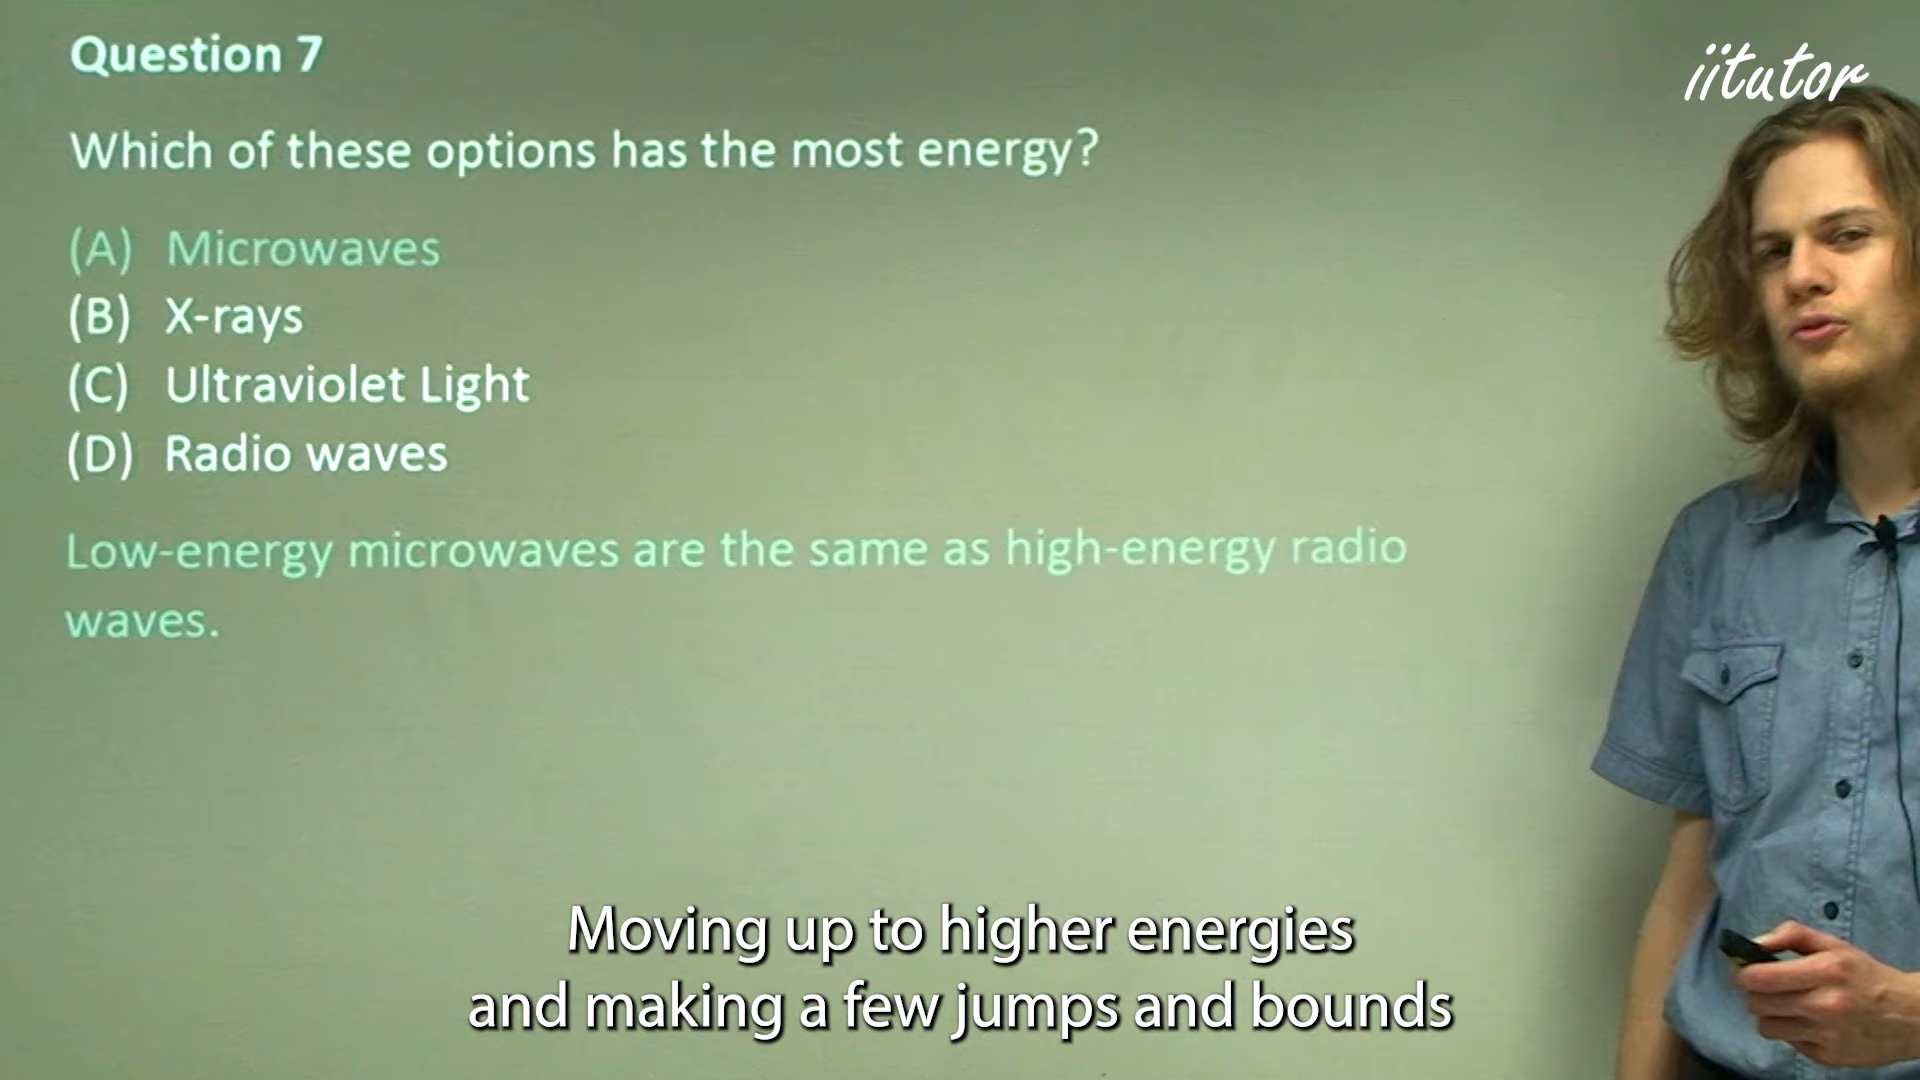 Question 7
iitutor
Which of these options has the most energy?
(A) Microwaves
(B) X-rays
(C) Ultraviolet Light
(D) Radio waves
Low-energy microwaves are the same as high-energy radio
waves.
Moving up to higher energies
and making a few jumps and bounds